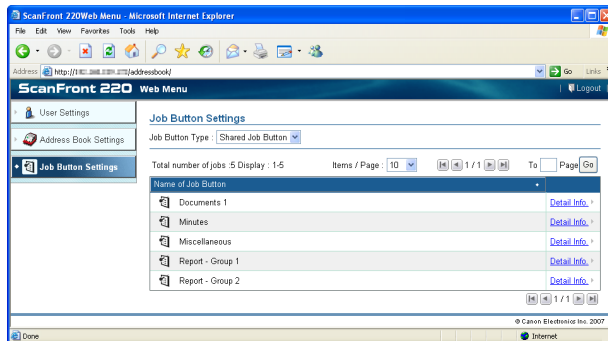 ScanFront 220Web Menu - Microsoft Internet Explorer
File Edit View Favorites Tools Help
Address http:// /addressbook/ Go Links
ScanFront 220 Web Menu Logout
User Settings
Address Book Settings
Job Button Settings
Job Button Settings
Job Button Type : Shared Job Button
Total number of jobs :5 Display : 1-5 Items / Page : 10 1 / 1 To Page Go
Name of Job Button
Documents 1 Detail Info.
Minutes Detail Info.
Miscellaneous Detail Info.
Report - Group 1 Detail Info.
Report - Group 2 Detail Info.
1 / 1
© Canon Electronics Inc. 2007
Done Internet